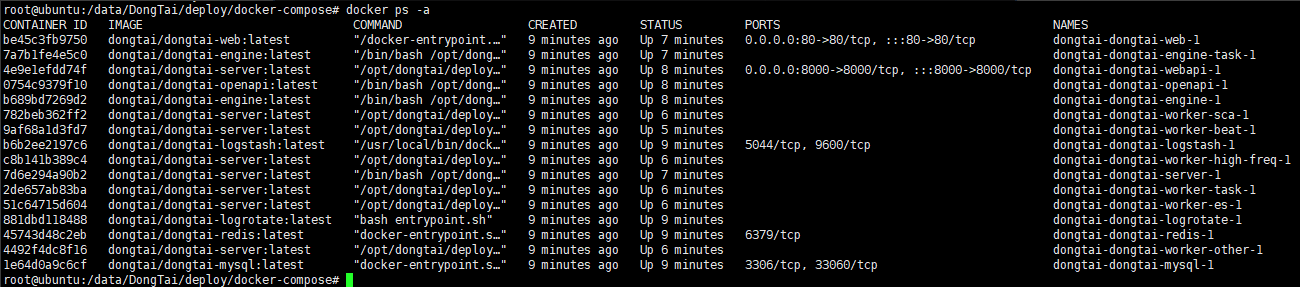 root@ubuntu:/data/DongTai/deploy/docker-compose# docker ps -a
CONTAINER ID   IMAGE                              COMMAND                  CREATED         STATUS         PORTS                                       NAMES
be45c3fb9750   dongtai/dongtai-web:latest         "/docker-entrypoint.…"   9 minutes ago   Up 7 minutes   0.0.0.0:80->80/tcp, :::80->80/tcp           dongtai-dongtai-web-1
7a7b1fe4e5c0   dongtai/dongtai-engine:latest      "/bin/bash /opt/dong…"   9 minutes ago   Up 7 minutes                                               dongtai-dongtai-engine-task-1
4e9e1efdd74f   dongtai/dongtai-server:latest      "/opt/dongtai/deploy…"   9 minutes ago   Up 8 minutes   0.0.0.0:8000->8000/tcp, :::8000->8000/tcp   dongtai-dongtai-webapi-1
0754c9379f10   dongtai/dongtai-openapi:latest     "/bin/bash /opt/dong…"   9 minutes ago   Up 8 minutes                                               dongtai-dongtai-openapi-1
b689bd7269d2   dongtai/dongtai-engine:latest      "/bin/bash /opt/dong…"   9 minutes ago   Up 8 minutes                                               dongtai-dongtai-engine-1
782beb362ff2   dongtai/dongtai-server:latest      "/opt/dongtai/deploy…"   9 minutes ago   Up 6 minutes                                               dongtai-dongtai-worker-sca-1
9af68a1d3fd7   dongtai/dongtai-server:latest      "/opt/dongtai/deploy…"   9 minutes ago   Up 5 minutes                                               dongtai-dongtai-worker-beat-1
b6b2ee2197c6   dongtai/dongtai-logstash:latest    "/usr/local/bin/dock…"   9 minutes ago   Up 9 minutes   5044/tcp, 9600/tcp                          dongtai-dongtai-logstash-1
c8b141b389c4   dongtai/dongtai-server:latest      "/opt/dongtai/deploy…"   9 minutes ago   Up 6 minutes                                               dongtai-dongtai-worker-high-freq-1
7d6e294a90b2   dongtai/dongtai-server:latest      "/bin/bash /opt/dong…"   9 minutes ago   Up 7 minutes                                               dongtai-dongtai-server-1
2de657ab83ba   dongtai/dongtai-server:latest      "/opt/dongtai/deploy…"   9 minutes ago   Up 6 minutes                                               dongtai-dongtai-worker-task-1
51c64715d604   dongtai/dongtai-server:latest      "/opt/dongtai/deploy…"   9 minutes ago   Up 6 minutes                                               dongtai-dongtai-worker-es-1
881dbd118488   dongtai/dongtai-logrotate:latest   "bash entrypoint.sh"     9 minutes ago   Up 9 minutes                                               dongtai-dongtai-logrotate-1
45743d48c2eb   dongtai/dongtai-redis:latest       "docker-entrypoint.s…"   9 minutes ago   Up 9 minutes   6379/tcp                                    dongtai-dongtai-redis-1
4492f4dc8f16   dongtai/dongtai-server:latest      "/opt/dongtai/deploy…"   9 minutes ago   Up 6 minutes                                               dongtai-dongtai-worker-other-1
1e64d0a9c6cf   dongtai/dongtai-mysql:latest       "docker-entrypoint.s…"   9 minutes ago   Up 9 minutes   3306/tcp, 33060/tcp                         dongtai-dongtai-mysql-1
root@ubuntu:/data/DongTai/deploy/docker-compose#